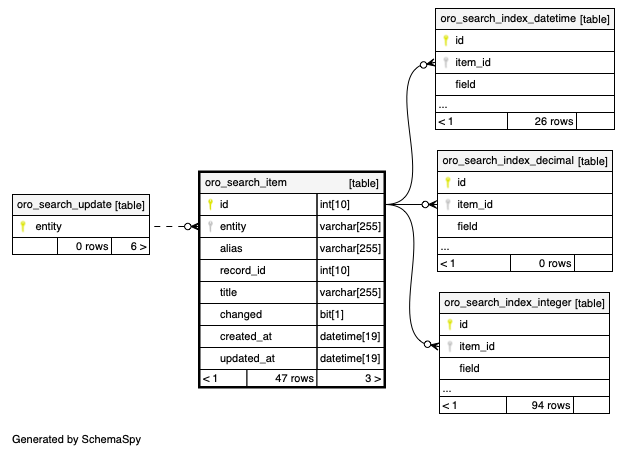 oro_search_index_datetime [table]
id
item_id
field
...
< 1 26 rows
oro_search_index_decimal [table]
id
item_id
field
...
< 1 0 rows
oro_search_item [table]
id int[10]
entity varchar[255]
alias varchar[255]
record_id int[10]
title varchar[255]
changed bit[1]
created_at datetime[19]
updated_at datetime[19]
< 1 47 rows 3 >
oro_search_update [table]
entity
0 rows 6 >
oro_search_index_integer [table]
id
item_id
field
...
< 1 94 rows
Generated by SchemaSpy